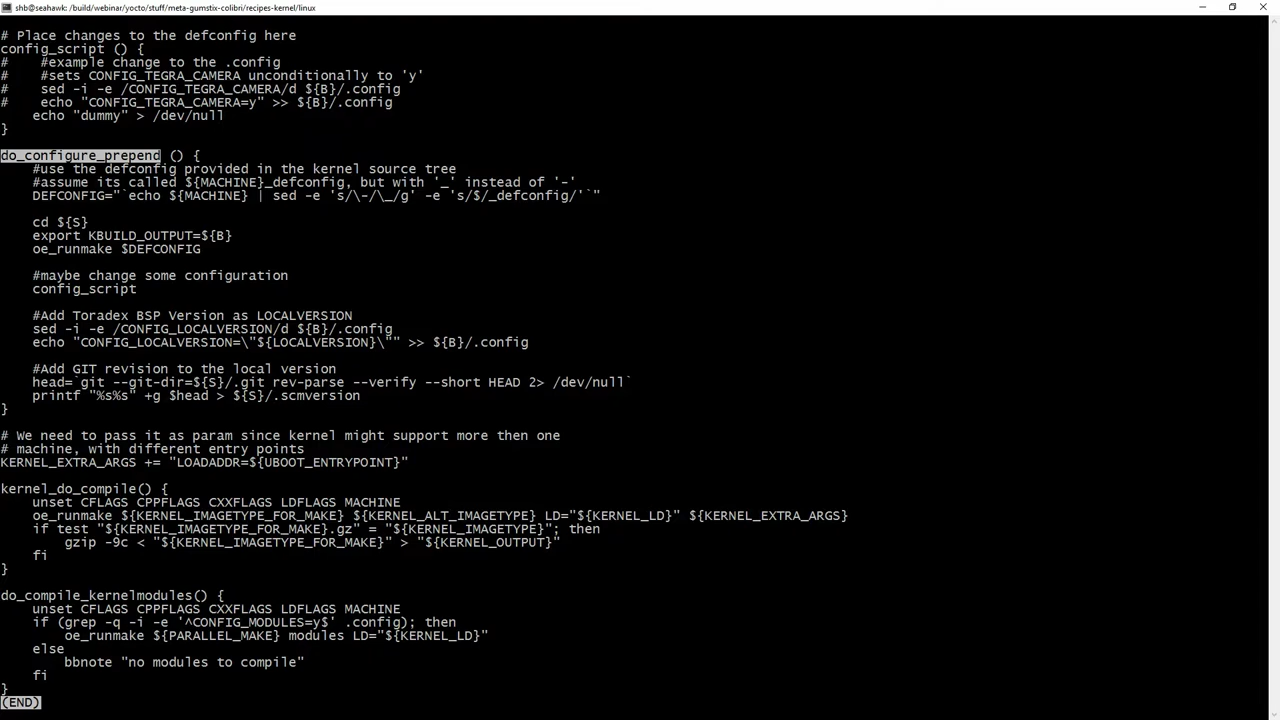 shb@seahawk: /build/webinar/yocto/stuff/meta-gumstix-colibri/recipes-kernel/linux
# Place changes to the defconfig here
config_script () {
#    #example change to the .config
#    #sets CONFIG_TEGRA_CAMERA unconditionally to 'y'
#    sed -i -e /CONFIG_TEGRA_CAMERA/d ${B}/.config
#    echo "CONFIG_TEGRA_CAMERA=y" >> ${B}/.config
    echo "dummy" > /dev/null
}
do_configure_prepend () {
    #use the defconfig provided in the kernel source tree
    #assume its called ${MACHINE}_defconfig, but with '_' instead of '-'
    DEFCONFIG="`echo ${MACHINE} | sed -e 's/\-/\_/g' -e 's/$/_defconfig/'`"
    cd ${S}
    export KBUILD_OUTPUT=${B}
    oe_runmake $DEFCONFIG
    #maybe change some configuration
    config_script
    #Add Toradex BSP Version as LOCALVERSION
    sed -i -e /CONFIG_LOCALVERSION/d ${B}/.config
    echo "CONFIG_LOCALVERSION=\"${LOCALVERSION}\"" >> ${B}/.config
    #Add GIT revision to the local version
    head=`git --git-dir=${S}/.git rev-parse --verify --short HEAD 2> /dev/null`
    printf "%s%s" +g $head > ${S}/.scmversion
}
# We need to pass it as param since kernel might support more then one
# machine, with different entry points
KERNEL_EXTRA_ARGS += "LOADADDR=${UBOOT_ENTRYPOINT}"
kernel_do_compile() {
    unset CFLAGS CPPFLAGS CXXFLAGS LDFLAGS MACHINE
    oe_runmake ${KERNEL_IMAGETYPE_FOR_MAKE} ${KERNEL_ALT_IMAGETYPE} LD="${KERNEL_LD}" ${KERNEL_EXTRA_ARGS}
    if test "${KERNEL_IMAGETYPE_FOR_MAKE}.gz" = "${KERNEL_IMAGETYPE}"; then
        gzip -9c < "${KERNEL_IMAGETYPE_FOR_MAKE}" > "${KERNEL_OUTPUT}"
    fi
}
do_compile_kernelmodules() {
    unset CFLAGS CPPFLAGS CXXFLAGS LDFLAGS MACHINE
    if (grep -q -i -e '^CONFIG_MODULES=y$' .config); then
        oe_runmake ${PARALLEL_MAKE} modules LD="${KERNEL_LD}"
    else
        bbnote "no modules to compile"
    fi
}
(END)